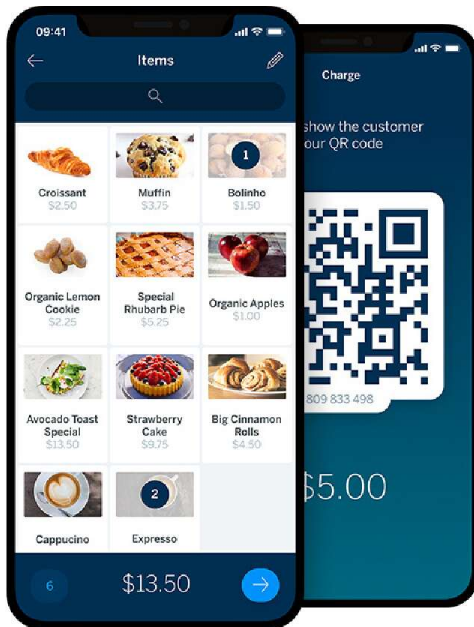 09:41
Items
Croissant
$2.50
Muffin
$3.75
1
Bolinho
$1.50
Organic Lemon
Cookie
$2.25
Special
Rhubarb Pie
$5.25
Organic Apples
$1.00
Avocado Toast
Special
$13.50
Strawberry
Cake
$9.75
Big Cinnamon
Rolls
$4.50
Cappucino
2
Expresso
6
$13.50
Charge
show the customer
our QR code
809 833 498
$5.00